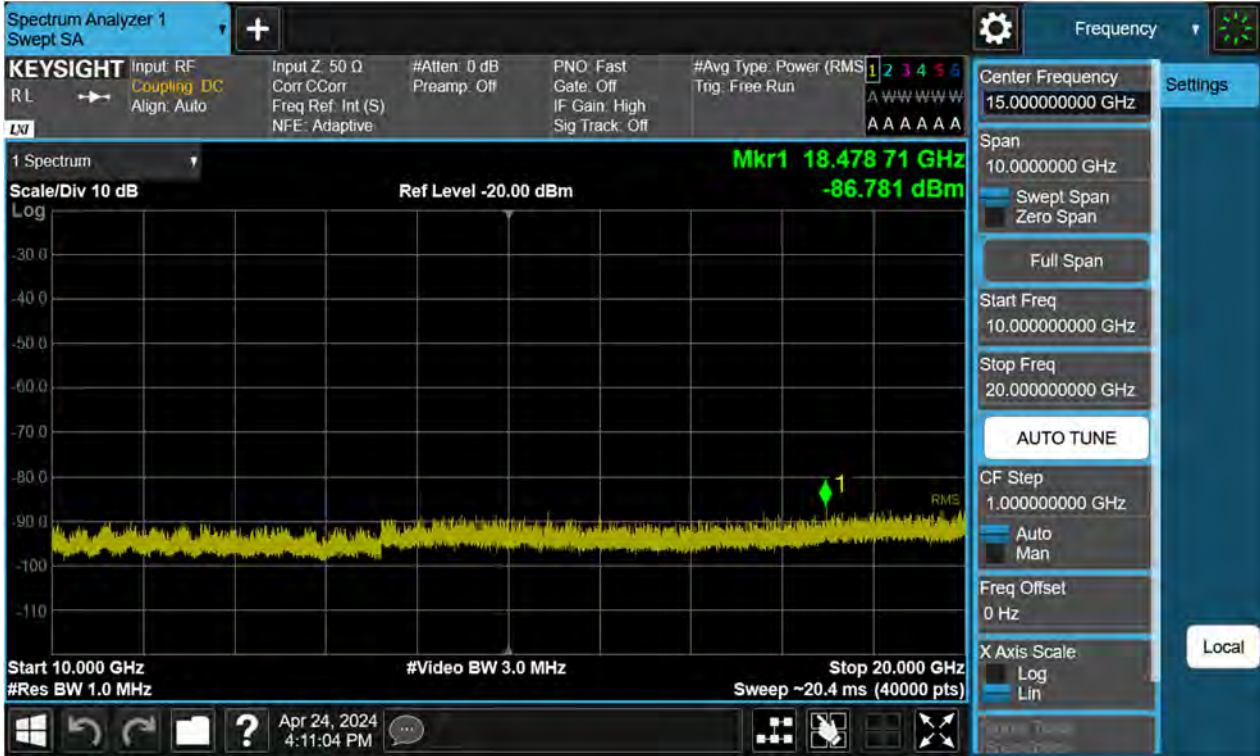 Spectrum Analyzer 1
Swept SA
+
Frequency
KEYSIGHT
R L
LXI
Input: RF
Coupling: DC
Align: Auto
Input Z: 50 Ω
Corr CCorr
Freq Ref: Int (S)
NFE: Adaptive
#Atten: 0 dB
Preamp: Off
PNO: Fast
Gate: Off
IF Gain: High
Sig Track: Off
#Avg Type: Power (RMS
Trig: Free Run
1 2 3 4 5 6
A W W W W W
A A A A A A
1 Spectrum
Scale/Div 10 dB
Ref Level -20.00 dBm
Mkr1 18.478 71 GHz
-86.781 dBm
Log
-30.0
-40.0
-50.0
-60.0
-70.0
-80.0
-90.0
-100
-110
1
RMS
Start 10.000 GHz
#Res BW 1.0 MHz
#Video BW 3.0 MHz
Stop 20.000 GHz
Sweep ~20.4 ms (40000 pts)
Center Frequency
15.000000000 GHz
Span
10.0000000 GHz
Swept Span
Zero Span
Full Span
Start Freq
10.000000000 GHz
Stop Freq
20.000000000 GHz
AUTO TUNE
CF Step
1.000000000 GHz
Auto
Man
Freq Offset
0 Hz
X Axis Scale
Log
Lin
Settings
Local
?
Apr 24, 2024
4:11:04 PM